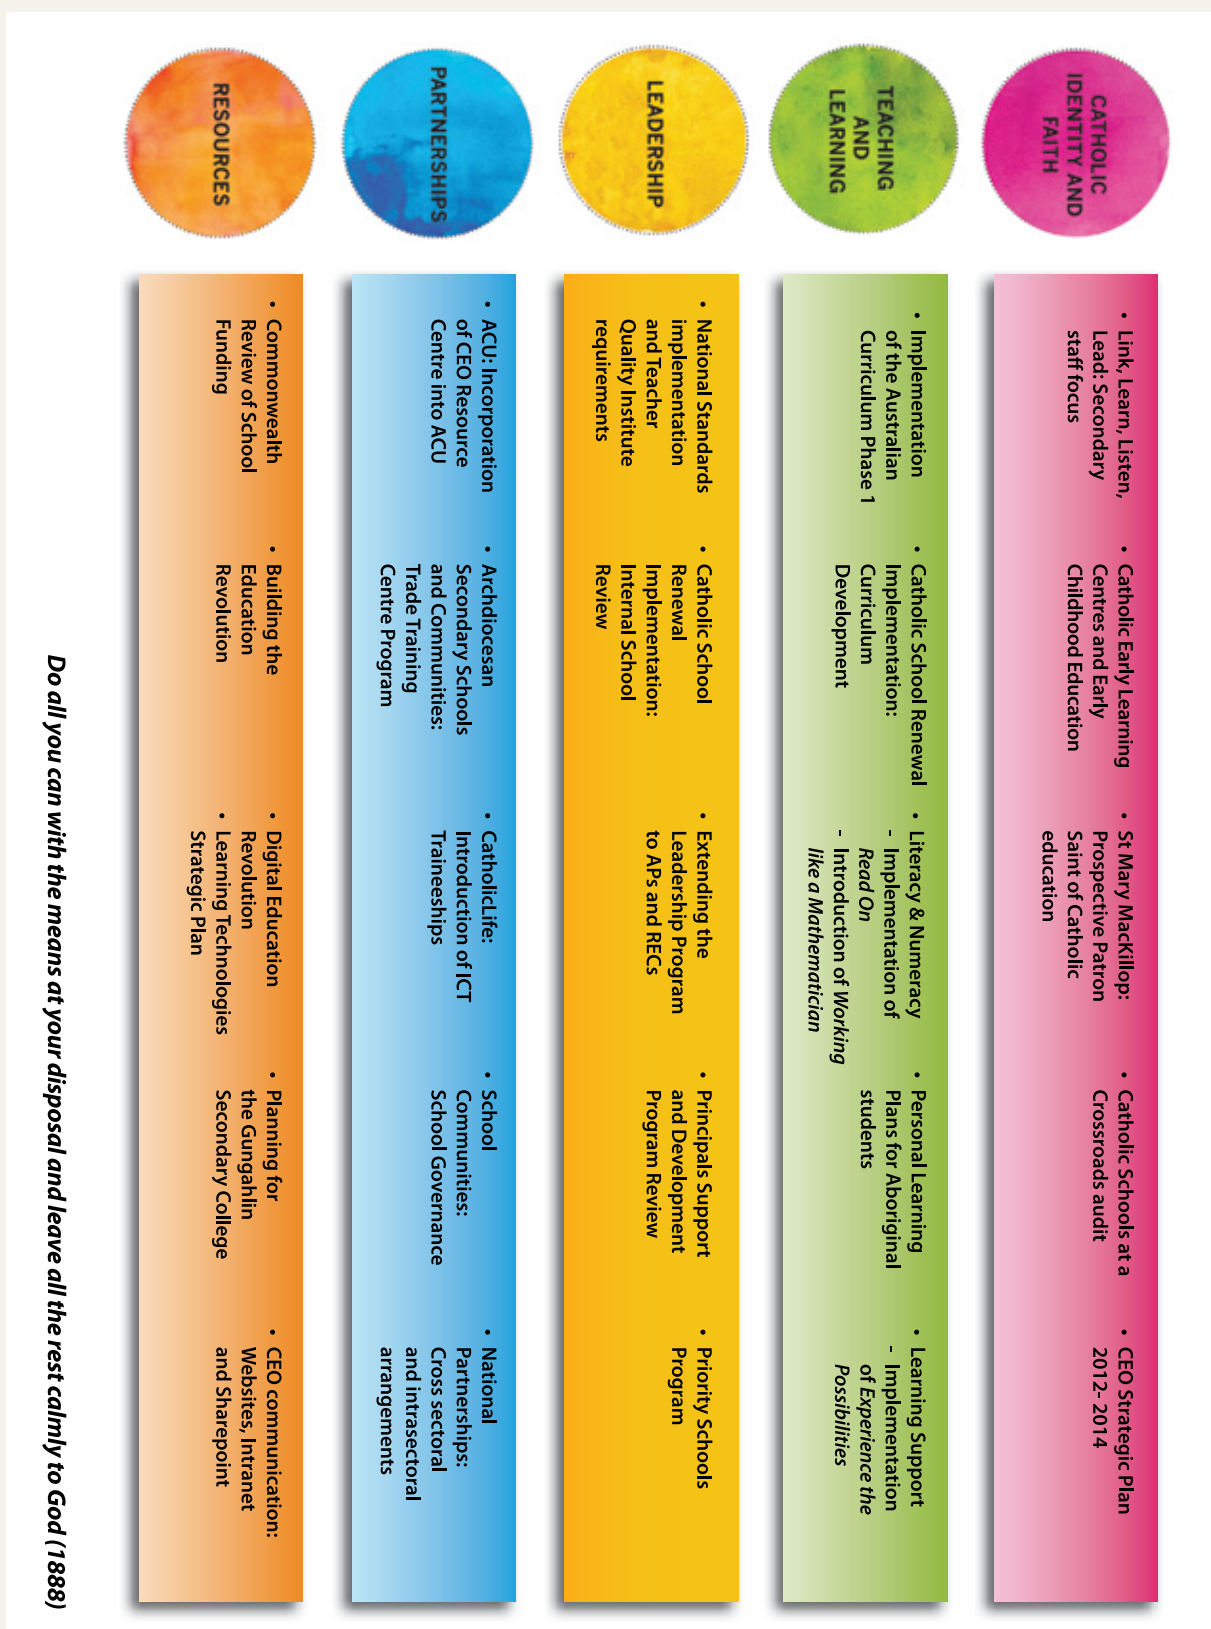 CATHOLIC
IDENTITY AND
FAITH
• Link, Learn, Listen,
Lead: Secondary
staff focus
• Catholic Early Learning
Centres and Early
Childhood Education
• St Mary MacKillop:
Prospective Patron
Saint of Catholic
education
• Catholic Schools at a
Crossroads audit
• CEO Strategic Plan
2012- 2014
TEACHING
AND
LEARNING
• Implementation
of the Australian
Curriculum Phase 1
• Catholic School Renewal
Implementation:
Curriculum
Development
• Literacy & Numeracy
- Implementation of
Read On
- Introduction of Working
like a Mathematician
• Personal Learning
Plans for Aboriginal
students
• Learning Support
- Implementation
of Experience the
Possibilities
LEADERSHIP
• National Standards
implementation
and Teacher
Quality Institute
requirements
• Catholic School
Renewal
Implementation:
Internal School
Review
• Extending the
Leadership Program
to APs and RECs
• Principals Support
and Development
Program Review
• Priority Schools
Program
PARTNERSHIPS
• ACU: Incorporation
of CEO Resource
Centre into ACU
• Archdiocesan
Secondary Schools
and Communities:
Trade Training
Centre Program
• CatholicLife:
Introduction of ICT
Traineeships
• School
Communities:
School Governance
• National
Partnerships:
Cross sectoral
and intrasectoral
arrangements
RESOURCES
• Commonwealth
Review of School
Funding
• Building the
Education
Revolution
• Digital Education
Revolution
• Learning Technologies
Strategic Plan
• Planning for
the Gungahlin
Secondary College
• CEO communication:
Websites, Intranet
and Sharepoint
Do all you can with the means at your disposal and leave all the rest calmly to God (1888)